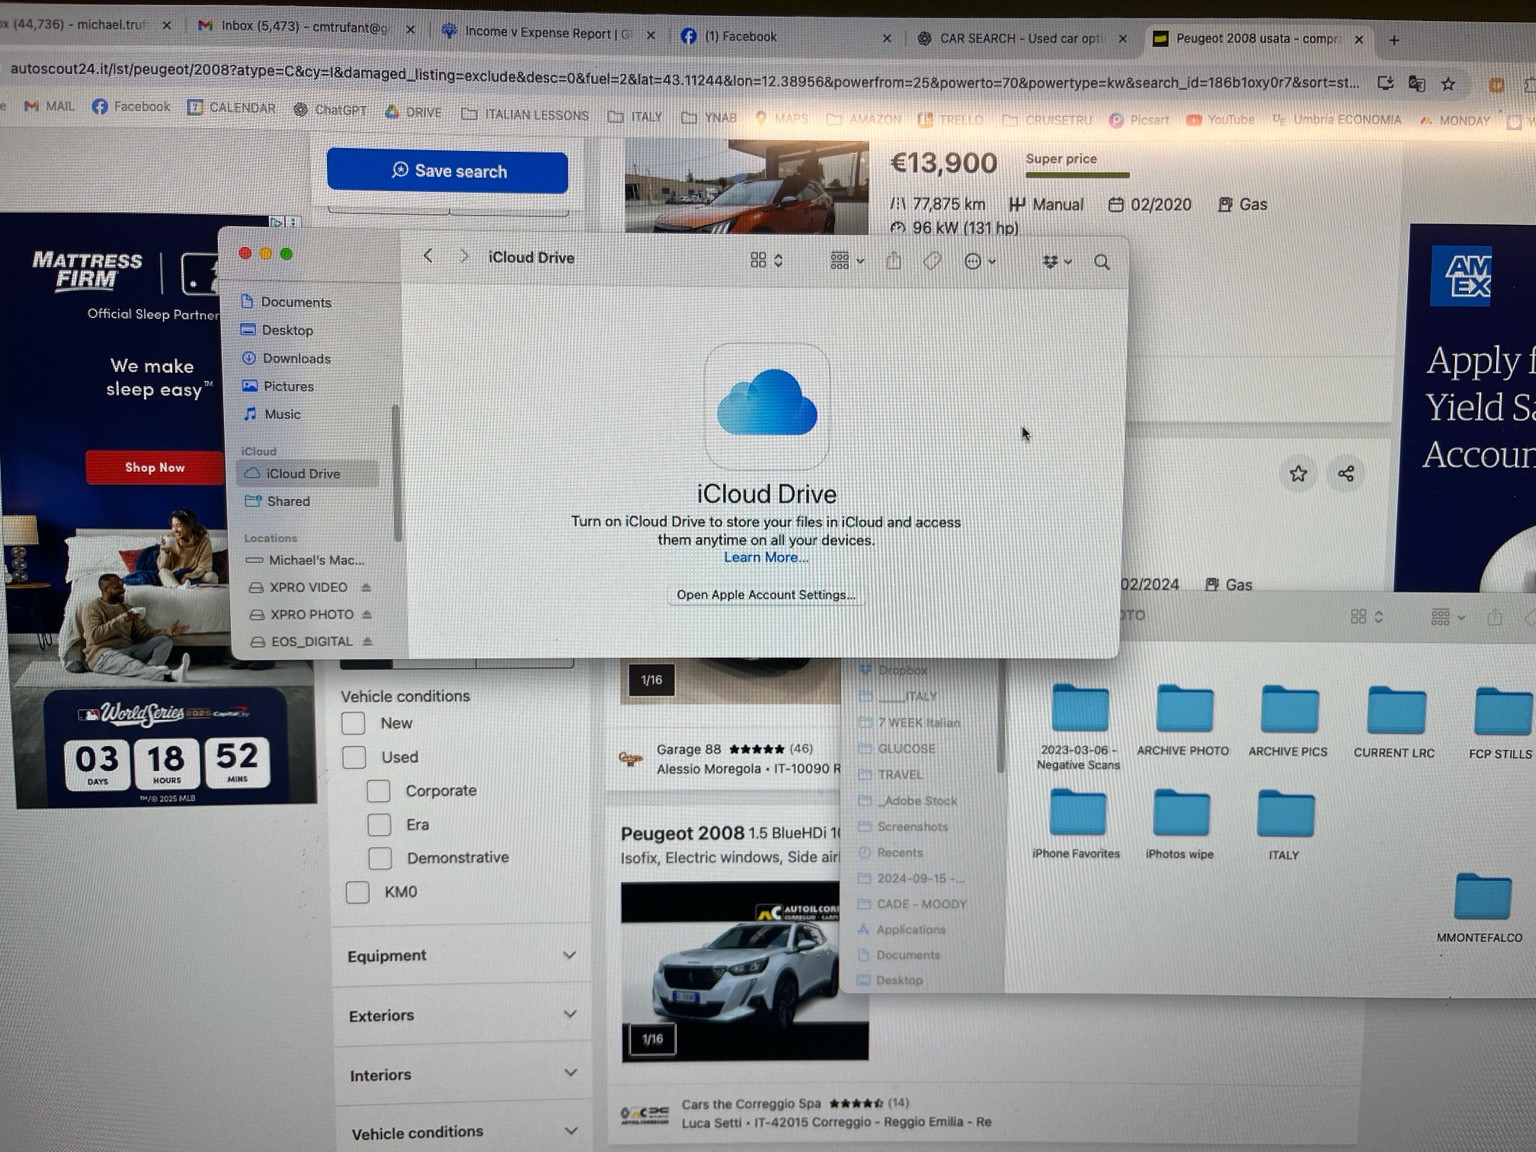 (44,736) - michael.truf
Inbox (5,473) - cmtrufant@g
Income v Expense Report | G
(1) Facebook
CAR SEARCH - Used car opti
Peugeot 2008 usata - compra
autoscout24.it/lst/peugeot/2008?atype=C&cy=I&damaged_listing=exclude&desc=0&fuel=2&lat=43.11244&lon=12.38956&powerfrom=25&powerto=70&powertype=kw&search_id=186b1oxy0r7&sort=st...
MAIL
Facebook
CALENDAR
ChatGPT
DRIVE
ITALIAN LESSONS
ITALY
YNAB
MAPS
AMAZON
TRELLO
CRUISETRU
Picsart
YouTube
Umbria ECONOMIA
MONDAY
Save search
€13,900
Super price
77,875 km
Manual
02/2020
Gas
96 kW (131 hp)
MATTRESS
FIRM
Official Sleep Partner
We make
sleep easy™
Shop Now
World Series 2025 Capital One
03 18 52
DAYS HOURS MINS
™/© 2025 MLB
iCloud Drive
Documents
Desktop
Downloads
Pictures
Music
iCloud
iCloud Drive
Shared
Locations
Michael's Mac...
XPRO VIDEO
XPRO PHOTO
EOS_DIGITAL
iCloud Drive
Turn on iCloud Drive to store your files in iCloud and access
them anytime on all your devices.
Learn More...
Open Apple Account Settings...
AM
EX
Apply f
Yield Sa
Accoun
02/2024
Gas
OTO
Vehicle conditions
New
Used
Corporate
Era
Demonstrative
KM0
Equipment
Exteriors
Interiors
Vehicle conditions
1/16
Garage 88 ★★★★★ (46)
Alessio Moregola • IT-10090 R
Peugeot 2008 1.5 BlueHDi 10
Isofix, Electric windows, Side air
AUTOILCORR
CORREGGIO - CARPI
1/16
Cars the Correggio Spa (14)
Luca Setti • IT-42015 Correggio - Reggio Emilia - Re
Dropbox
___ITALY
7 WEEK Italian
GLUCOSE
TRAVEL
_Adobe Stock
Screenshots
Recents
2024-09-15 -...
CADE - MOODY
Applications
Documents
Desktop
2023-03-06 -
Negative Scans
ARCHIVE PHOTO
ARCHIVE PICS
CURRENT LRC
FCP STILLS
iPhone Favorites
iPhotos wipe
ITALY
MMONTEFALCO